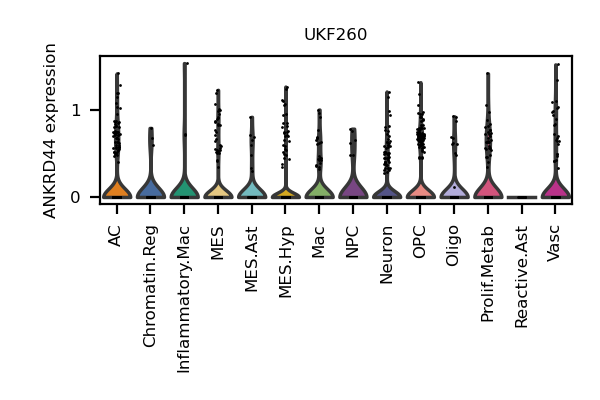 UKF260
ANKRD44 expression
1
0
AC
Chromatin.Reg
Inflammatory.Mac
MES
MES.Ast
MES.Hyp
Mac
NPC
Neuron
OPC
Oligo
Prolif.Metab
Reactive.Ast
Vasc